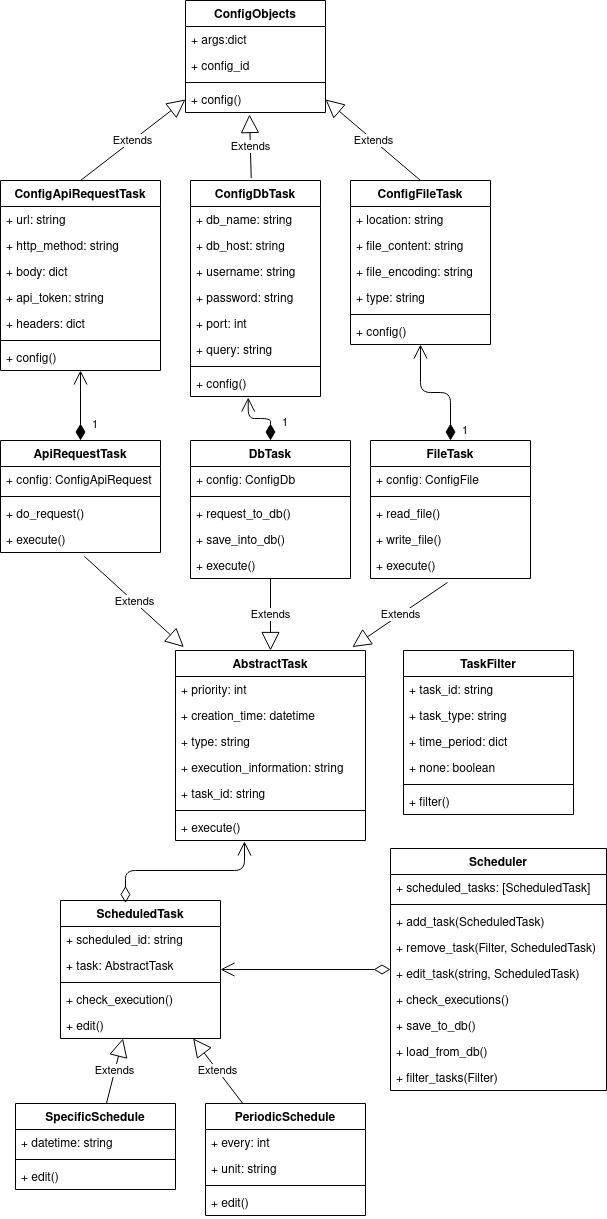 ConfigObjects
+ args:dict
+ config_id
+ config()
Extends
Extends
Extends
ConfigApiRequestTask
+ url: string
+ http_method: string
+ body: dict
+ api_token: string
+ headers: dict
+ config()
ConfigDbTask
+ db_name: string
+ db_host: string
+ username: string
+ password: string
+ port: int
+ query: string
+ config()
ConfigFileTask
+ location: string
+ file_content: string
+ file_encoding: string
+ type: string
+ config()
1
1
1
ApiRequestTask
+ config: ConfigApiRequest
+ do_request()
+ execute()
DbTask
+ config: ConfigDb
+ request_to_db()
+ save_into_db()
+ execute()
FileTask
+ config: ConfigFile
+ read_file()
+ write_file()
+ execute()
Extends
Extends
Extends
AbstractTask
+ priority: int
+ creation_time: datetime
+ type: string
+ execution_information: string
+ task_id: string
+ execute()
TaskFilter
+ task_id: string
+ task_type: string
+ time_period: dict
+ none: boolean
+ filter()
ScheduledTask
+ scheduled_id: string
+ task: AbstractTask
+ check_execution()
+ edit()
Scheduler
+ scheduled_tasks: [ScheduledTask]
+ add_task(ScheduledTask)
+ remove_task(Filter, ScheduledTask)
+ edit_task(string, ScheduledTask)
+ check_executions()
+ save_to_db()
+ load_from_db()
+ filter_tasks(Filter)
Extends
Extends
SpecificSchedule
+ datetime: string
+ edit()
PeriodicSchedule
+ every: int
+ unit: string
+ edit()